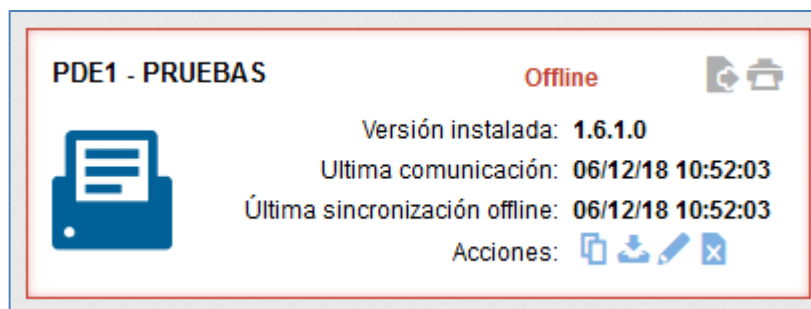 PDE1 - PRUEBAS Offline
Versión instalada: 1.6.1.0
Ultima comunicación: 06/12/18 10:52:03
Última sincronización offline: 06/12/18 10:52:03
Acciones: